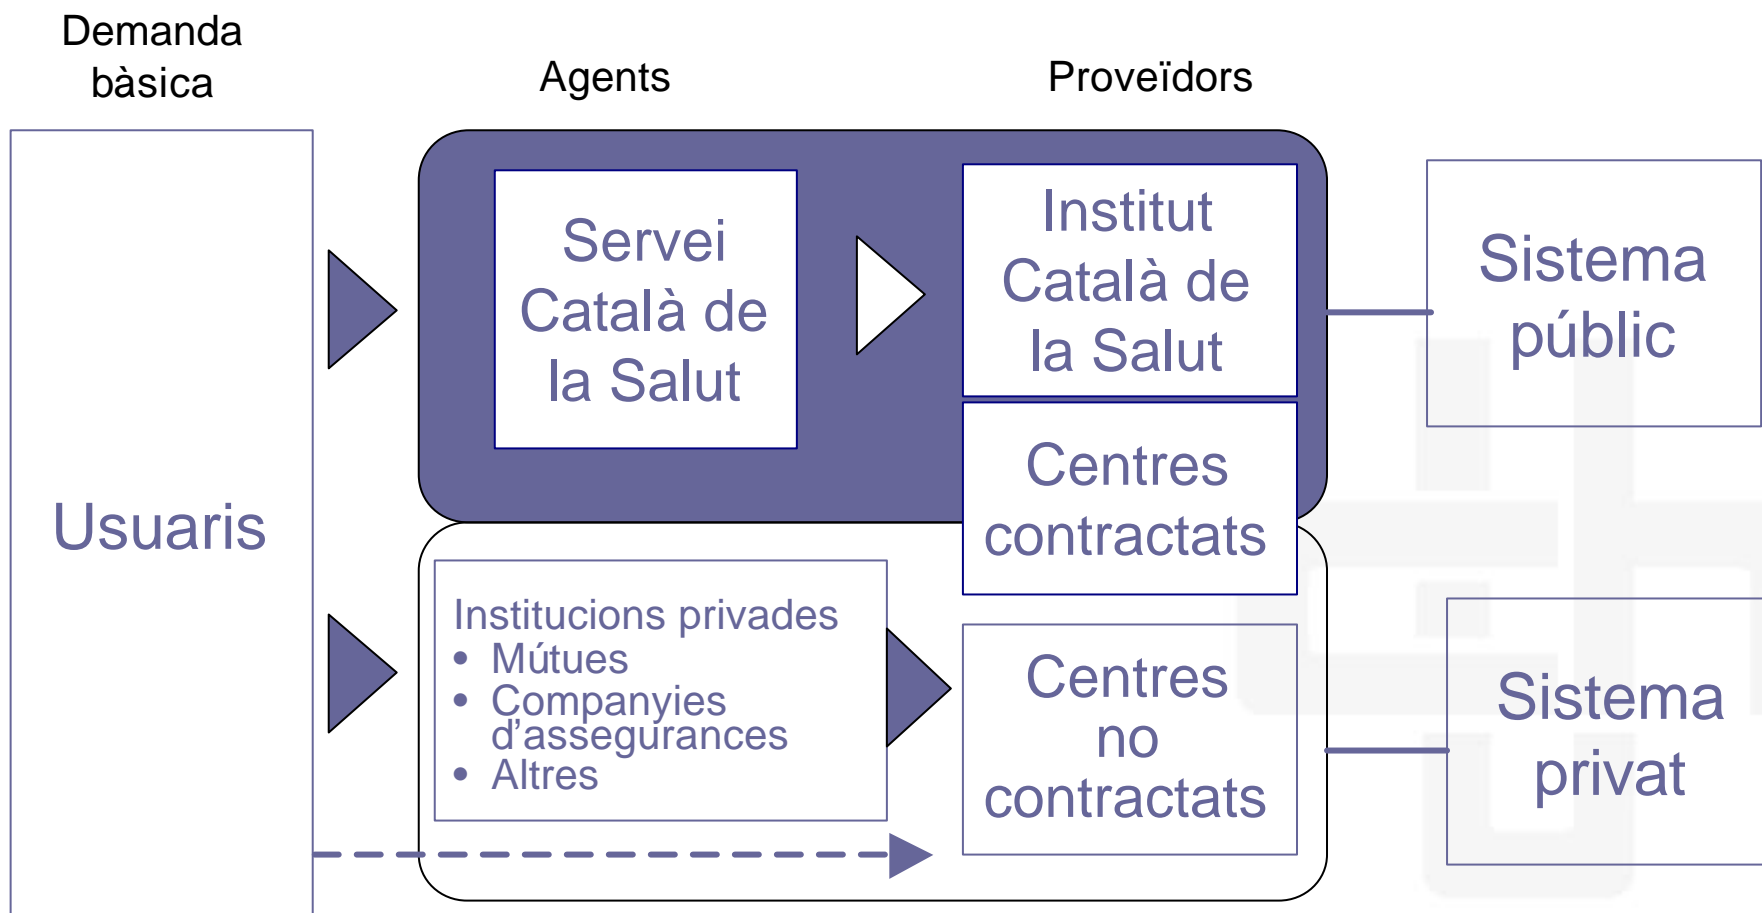 Demanda
bàsica
Agents
Proveïdors
Usuaris
Servei
Català de
la Salut
Institut
Català de
la Salut
Centres
contractats
Sistema
públic
Institucions privades
• Mútues
• Companyies
d’assegurances
• Altres
Centres
no
contractats
Sistema
privat